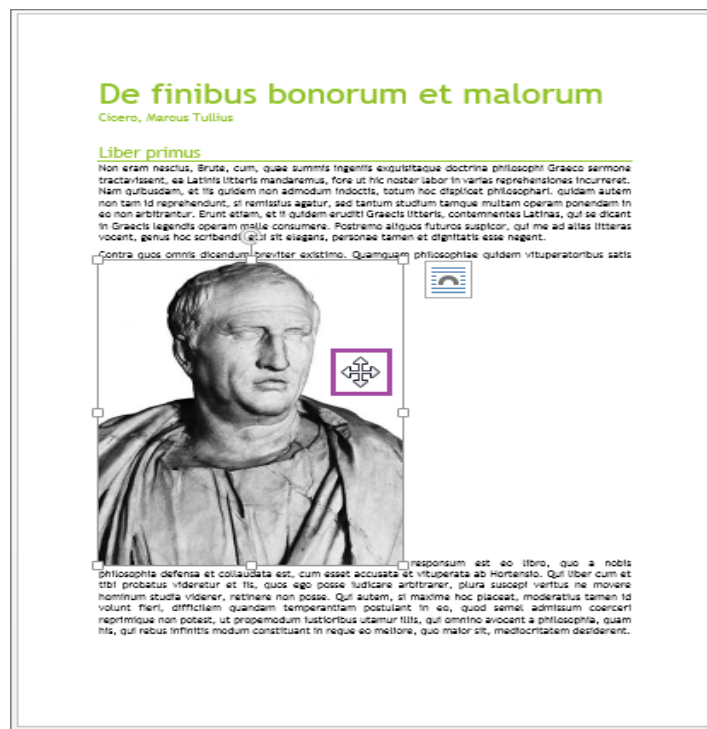 De finibus bonorum et malorum
Cicero, Marcus Tullius
Liber primus
Non eram nescius, Brute, cum, quae summis ingeniis exquisitaque doctrina philosophi Graeco sermone
tractavissent, ea Latinis litteris mandaremus, fore ut hic noster labor in varias reprehensiones incurreret.
Nam quibusdam, et iis quidem non admodum indoctis, totum hoc displicet philosophari. quidam autem
non tam id reprehendunt, si remissius agatur, sed tantum studium tamque multam operam ponendam in
eo non arbitrantur. Erunt etiam, et ii quidem eruditi Graecis litteris, contemnentes Latinas, qui se dicant
in Graecis legendis operam malle consumere. Postremo aliquos futuros suspicor, qui me ad alias litteras
vocent, genus hoc scribendi, etsi sit elegans, personae tamen et dignitatis esse negent.
Contra quos omnis dicendum breviter existimo. Quamquam philosophiae quidem vituperatoribus satis
responsum est eo libro, quo a nobis
philosophia defensa et collaudata est, cum esset accusata et vituperata ab Hortensio. Qui liber cum et
tibi probatus videretur et iis, quos ego posse iudicare arbitrarer, plura suscepi veritus ne movere
hominum studia viderer, retinere non posse. Qui autem, si maxime hoc placeat, moderatius tamen id
volunt fieri, difficilem quandam temperantiam postulant in eo, quod semel admissum coerceri
reprimique non potest, ut propemodum iustioribus utamur illis, qui omnino avocent a philosophia, quam
his, qui rebus infinitis modum constituant in reque eo meliore, quo maior sit, mediocritatem desiderent.